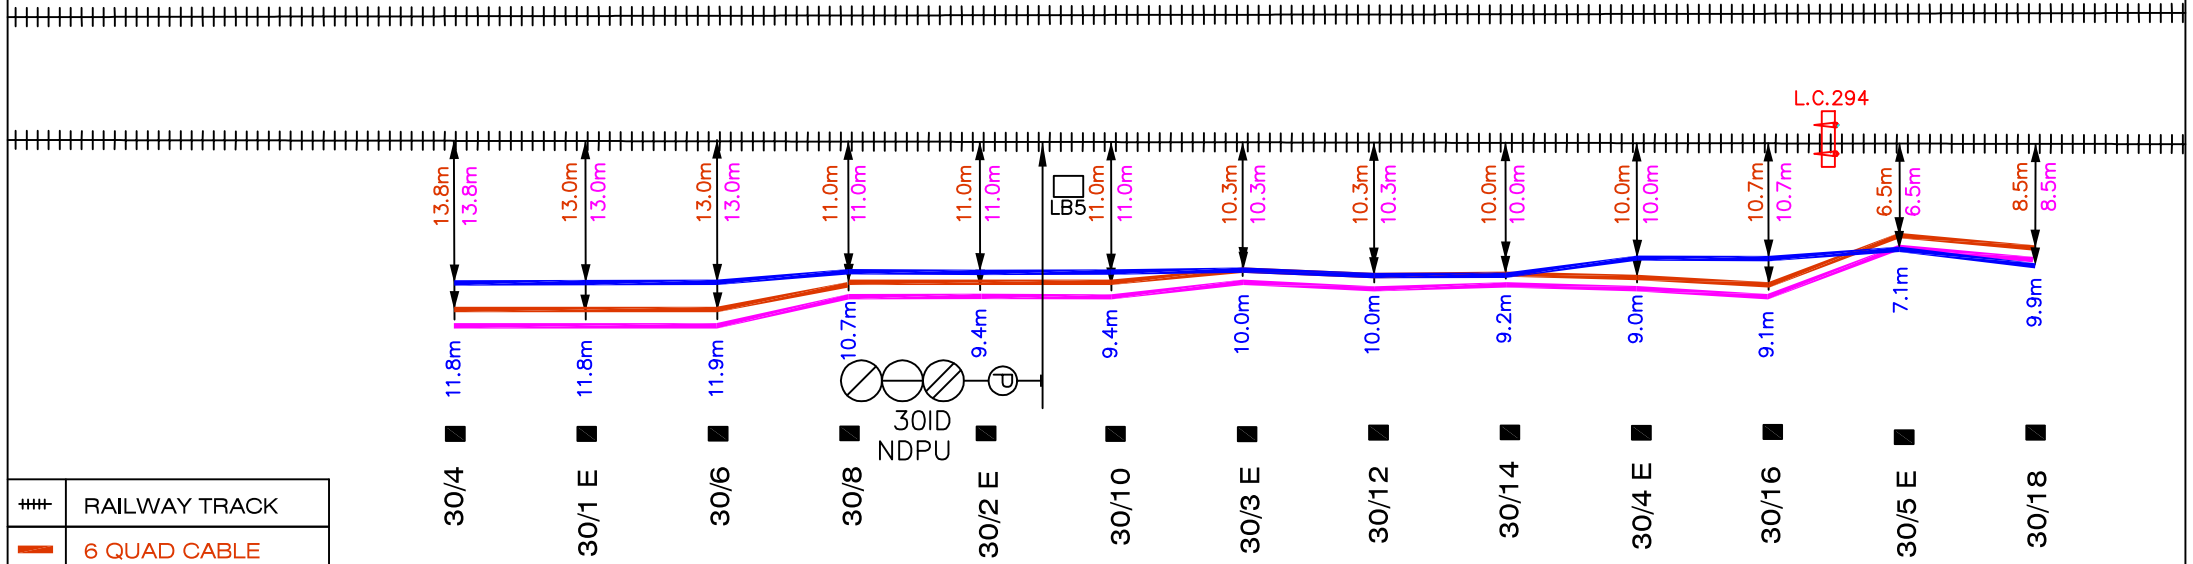 L.C.294
13.8m
13.8m
13.0m
13.0m
13.0m
13.0m
11.0m
11.0m
11.0m
11.0m
LB5
11.0m
11.0m
10.3m
10.3m
10.3m
10.3m
10.0m
10.0m
10.0m
10.0m
10.7m
10.7m
6.5m
6.5m
8.5m
8.5m
11.8m
11.8m
11.9m
10.7m
9.4m
9.4m
10.0m
10.0m
9.2m
9.0m
9.1m
7.1m
9.9m
P
30ID
NDPU
30/4
30/1 E
30/6
30/8
30/2 E
30/10
30/3 E
30/12
30/14
30/4 E
30/16
30/5 E
30/18
RAILWAY TRACK
6 QUAD CABLE